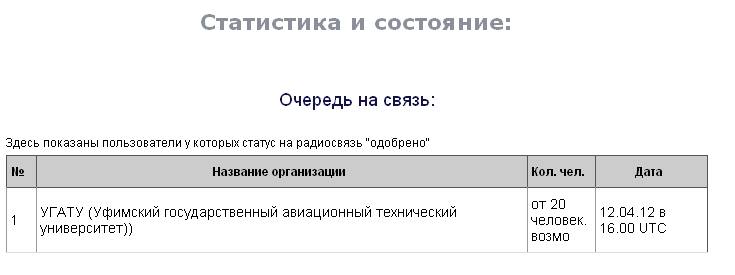 Статистика и состояние:
Очередь на связь:
Здесь показаны пользователи у которых статус на радиосвязь "одобрено"
№ Название организации Кол. чел. Дата
1 УГАТУ (Уфимский государственный авиационный технический
университет))
от 20
человек.
возмо
12.04.12 в
16.00 UTC